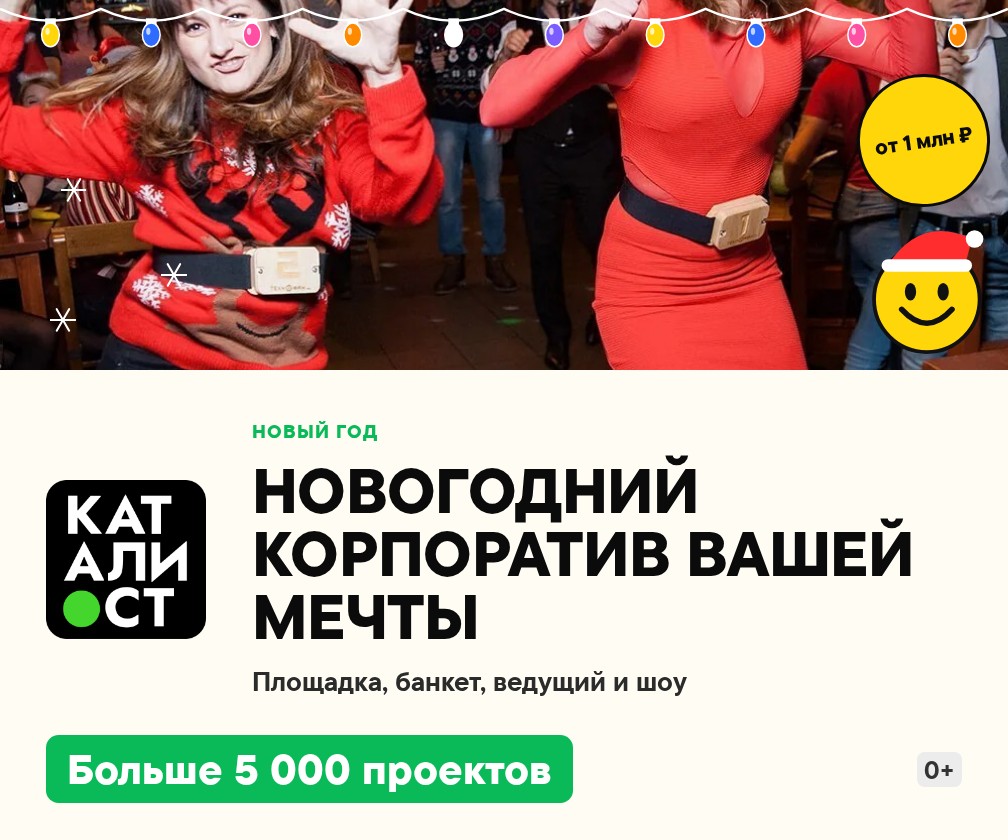 от 1 млн ₽
НОВЫЙ ГОД
НОВОГОДНИЙ
КОРПОРАТИВ ВАШЕЙ
МЕЧТЫ
КАТ
АЛИ
СТ
Площадка, банкет, ведущий и шоу
Больше 5 000 проектов
0+